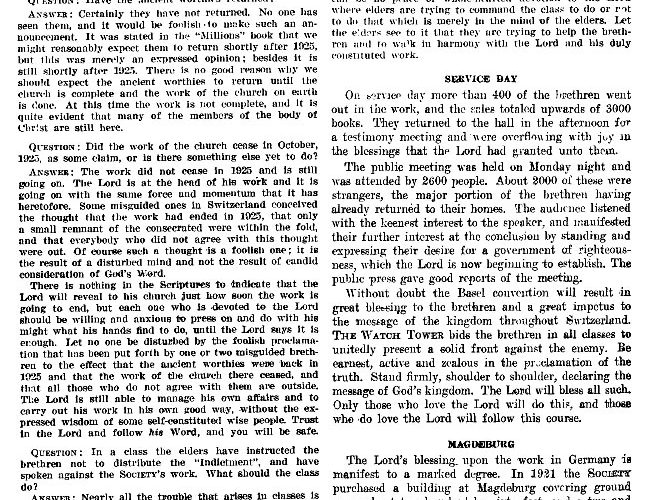 QUESTION: Have the ancient worthies returned?
ANSWER: Certainly they have not returned. No one has
seen them, and it would be foolish to make such an an-
nouncement. It was stated in the "Millions" book that we
might reasonably expect them to return shortly after 1925,
but this was merely an expressed opinion; besides it is
still shortly after 1925. There is no good reason why we
should expect the ancient worthies to return until the
church is complete and the work of the church on earth
is done. At this time the work is not complete, and it is
quite evident that many of the members of the body of
Christ are still here.
QUESTION: Did the work of the church cease in October,
1925, as some claim, or is there something else yet to do?
ANSWER: The work did not cease in 1925 and is still
going on. The Lord is at the head of his work and it is
going on with the same force and momentum that it has
heretofore. Some misguided ones in Switzerland conceived
the thought that the work had ended in 1925, that only
a small remnant of the consecrated were within the fold,
and that everybody who did not agree with this thought
were out. Of course such a thought is a foolish one; it is
the result of a disturbed mind and not the result of candid
consideration of God's Word.
There is nothing in the Scriptures to indicate that the
Lord will reveal to his church just how soon the work is
going to end, but each one who is devoted to the Lord
should be willing and anxious to press on and do with his
might what his hands find to do, until the Lord says it is
enough. Let no one be disturbed by the foolish proclama-
tion that has been put forth by one or two misguided breth-
ren to the effect that the ancient worthies were back in
1925 and that the work of the church there ceased, and
that all those who do not agree with them are outside.
The Lord is still able to manage his own affairs and to
carry out his work in his own good way, without the ex-
pressed wisdom of some self-constituted wise people. Trust
in the Lord and follow his Word, and you will be safe.
QUESTION: In a class the elders have instructed the
brethren not to distribute the "Indictment", and have
spoken against the SOCIETY'S work. What should the class
do?
ANSWER: Nearly all the trouble that arises in classes is
where elders are trying to command the class to do or not
to do that which is merely in the mind of the elders. Let
the elders see to it that they are trying to help the breth-
ren and to walk in harmony with the Lord and his duly
constituted work.
SERVICE DAY
On service day more than 400 of the brethren went
out in the work, and the sales totaled upwards of 3000
books. They returned to the hall in the afternoon for
a testimony meeting and were overflowing with joy in
the blessings that the Lord had granted unto them.
The public meeting was held on Monday night and
was attended by 2600 people. About 2000 of these were
strangers, the major portion of the brethren having
already returned to their homes. The audience listened
with the keenest interest to the speaker, and manifested
their further interest at the conclusion by standing and
expressing their desire for a government of righteous-
ness, which the Lord is now beginning to establish. The
public press gave good reports of the meeting.
Without doubt the Basel convention will result in
great blessing to the brethren and a great impetus to
the message of the kingdom throughout Switzerland.
THE WATCH TOWER bids the brethren in all classes to
unitedly present a solid front against the enemy. Be
earnest, active and zealous in the proclamation of the
truth. Stand firmly, shoulder to shoulder, declaring the
message of God's kingdom. The Lord will bless all such.
Only those who love the Lord will do this, and those
who do love the Lord will follow this course.
MAGDEBURG
The Lord's blessing upon the work in Germany is
manifest to a marked degree. In 1921 the SOCIETY
purchased a building at Magdeburg covering ground